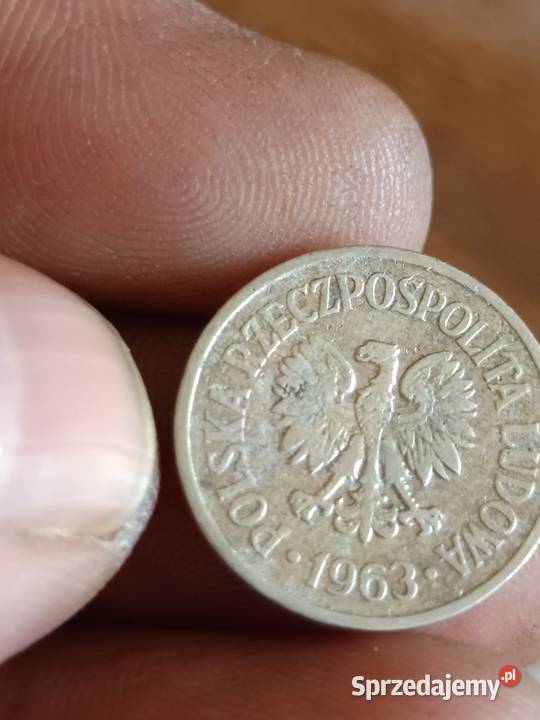 POLSKA RZECZPOSPOLITA LUDOWA
· 1963 ·
Sprzedajemy.pl